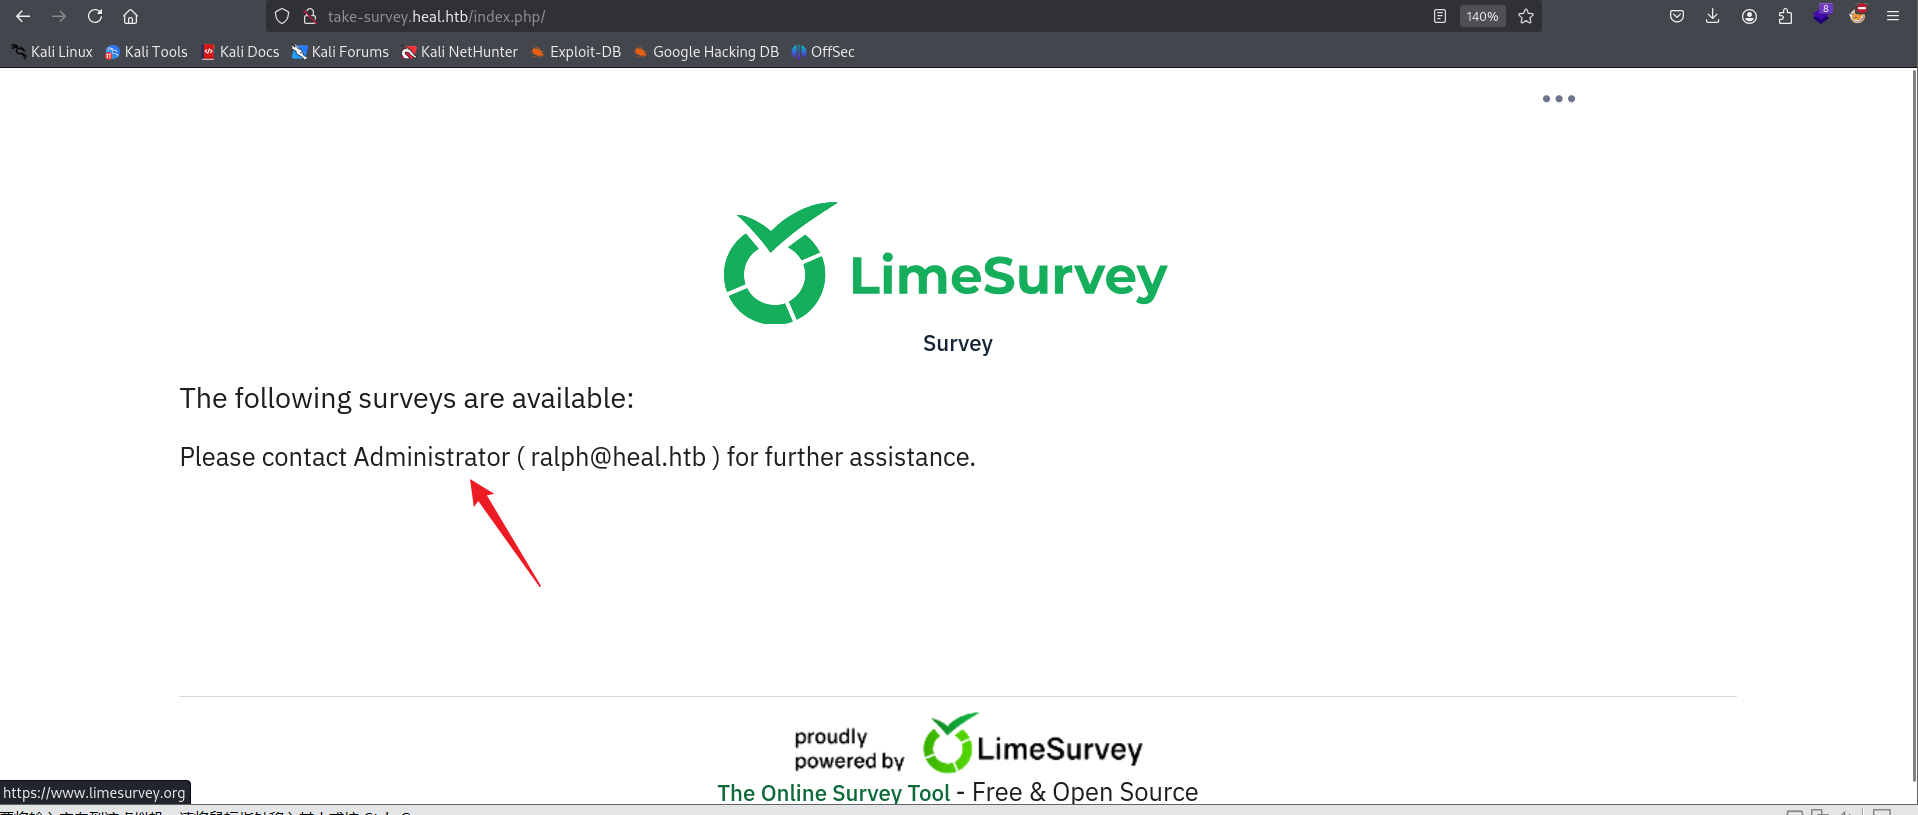 take-survey.heal.htb/index.php/
140%
8
Kali Linux Kali Tools Kali Docs Kali Forums Kali NetHunter Exploit-DB Google Hacking DB OffSec
LimeSurvey
Survey
The following surveys are available:
Please contact Administrator ( ralph@heal.htb ) for further assistance.
proudly
powered by
LimeSurvey
https://www.limesurvey.org
The Online Survey Tool - Free & Open Source